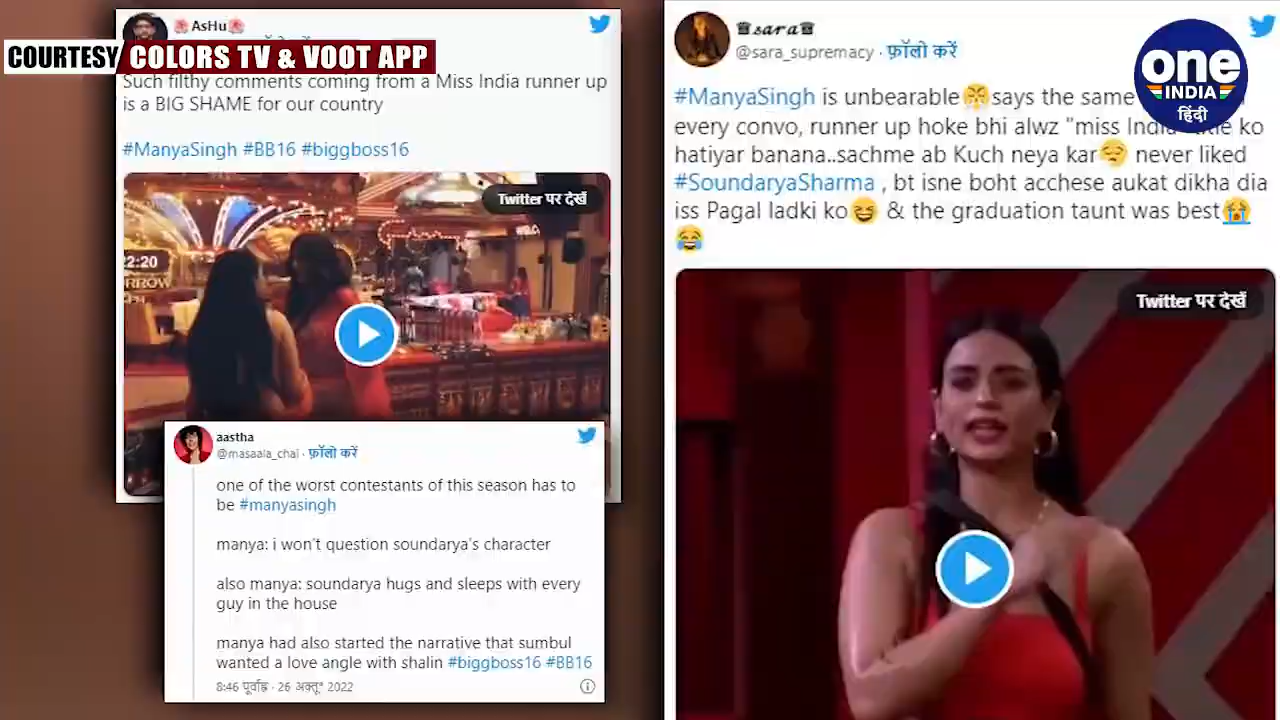 COURTESY COLORS TV & VOOT APP
🌺 AsHu🌺
Such filthy comments coming from a Miss India runner up
is a BIG SHAME for our country
#ManyaSingh #BB16 #biggboss16
Twitter पर देखें
2:20
aastha
@masaala_chai · फ़ॉलो करें
one of the worst contestants of this season has to
be #manyasingh
manya: i won't question soundarya's character
also manya: soundarya hugs and sleeps with every
guy in the house
manya had also started the narrative that sumbul
wanted a love angle with shalin #biggboss16 #BB16
8:46 पूर्वाह्न · 26 अक्तू॰ 2022
♛𝓼𝓪𝓻𝓪♛
@sara_supremacy · फ़ॉलो करें
#ManyaSingh is unbearable😤says the same
every convo, runner up hoke bhi alwz "miss India" ko
hatiyar banana..sachme ab Kuch neya kar😔 never liked
#SoundaryaSharma , bt isne boht acchese aukat dikha dia
iss Pagal ladki ko😆 & the graduation taunt was best😭
😂
Twitter पर देखें
one
INDIA
हिंदी